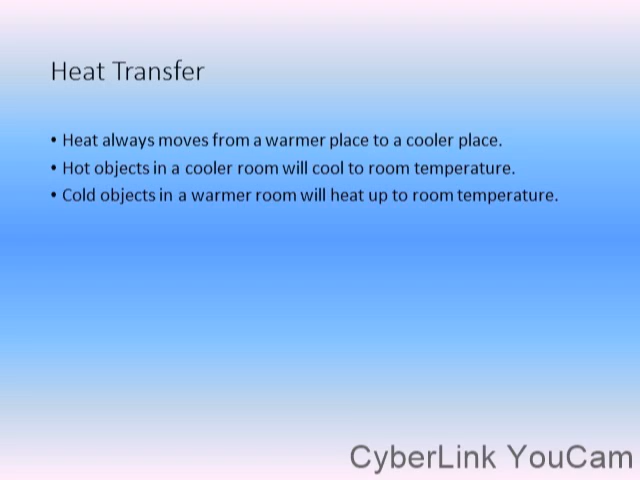 Heat Transfer
• Heat always moves from a warmer place to a cooler place.
• Hot objects in a cooler room will cool to room temperature.
• Cold objects in a warmer room will heat up to room temperature.
CyberLink YouCam